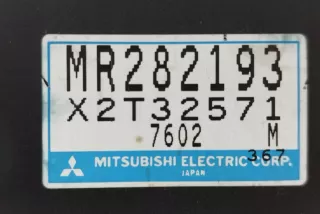 MR282193
X2T32571
7602 M
367
MITSUBISHI ELECTRIC CORP.
JAPAN